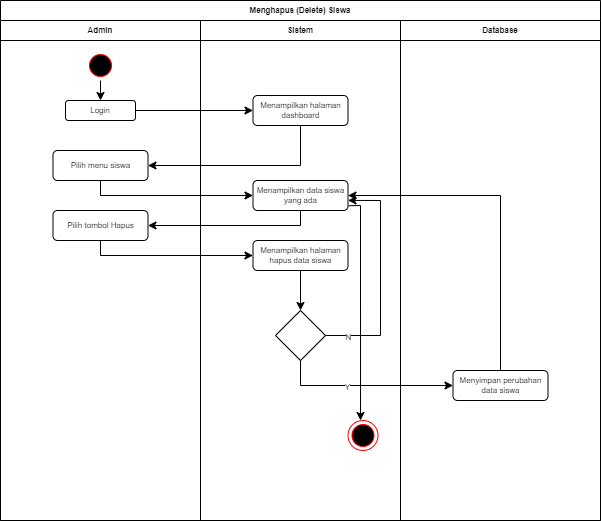 Menghapus (Delete) Siswa
Admin
Sistem
Database
Login
Menampilkan halaman
dashboard
Pilih menu siswa
Menampilkan data siswa
yang ada
Pilih tombol Hapus
Menampilkan halaman
hapus data siswa
N
Y
Menyimpan perubahan
data siswa